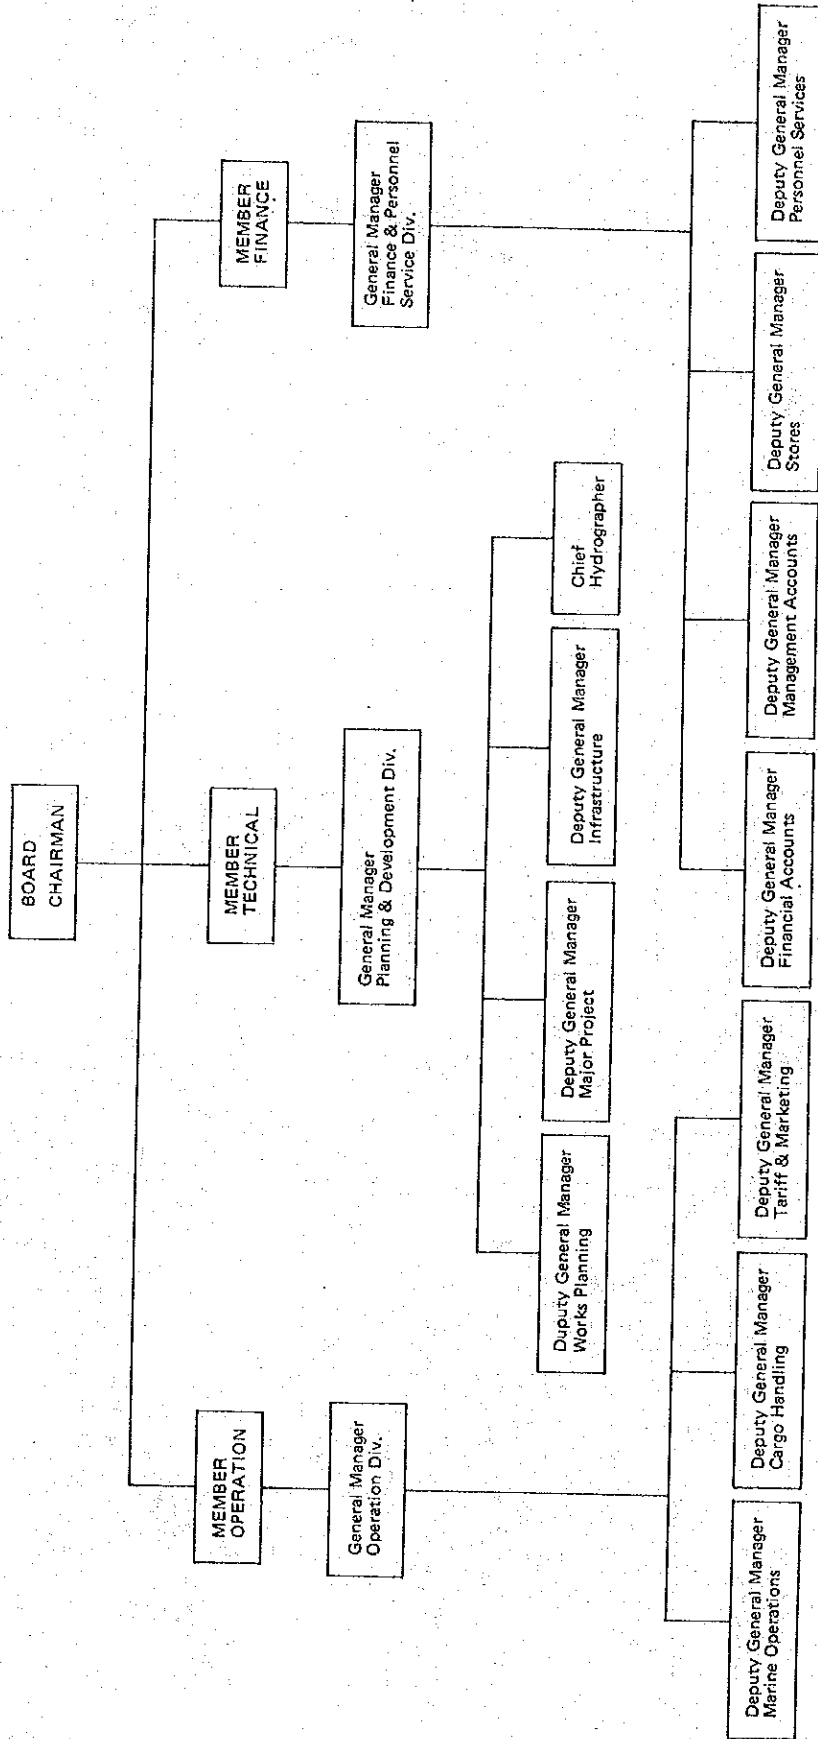 BOARD
CHAIRMAN
MEMBER
OPERATION
MEMBER
TECHNICAL
MEMBER
FINANCE
General Manager
Operation Div.
General Manager
Planning & Development Div.
General Manager
Finance & Personnel
Service Div.
Duputy General Manager
Works Planning
Deputy General Manager
Major Project
Deputy General Manager
Infrastructure
Chief
Hydrographer
Deputy General Manager
Marine Operations
Deputy General Manager
Cargo Handling
Deputy General Manager
Tariff & Marketing
Deputy General Manager
Financial Accounts
Deputy General Manager
Management Accounts
Deputy General Manager
Stores
Deputy General Manager
Personnel Services